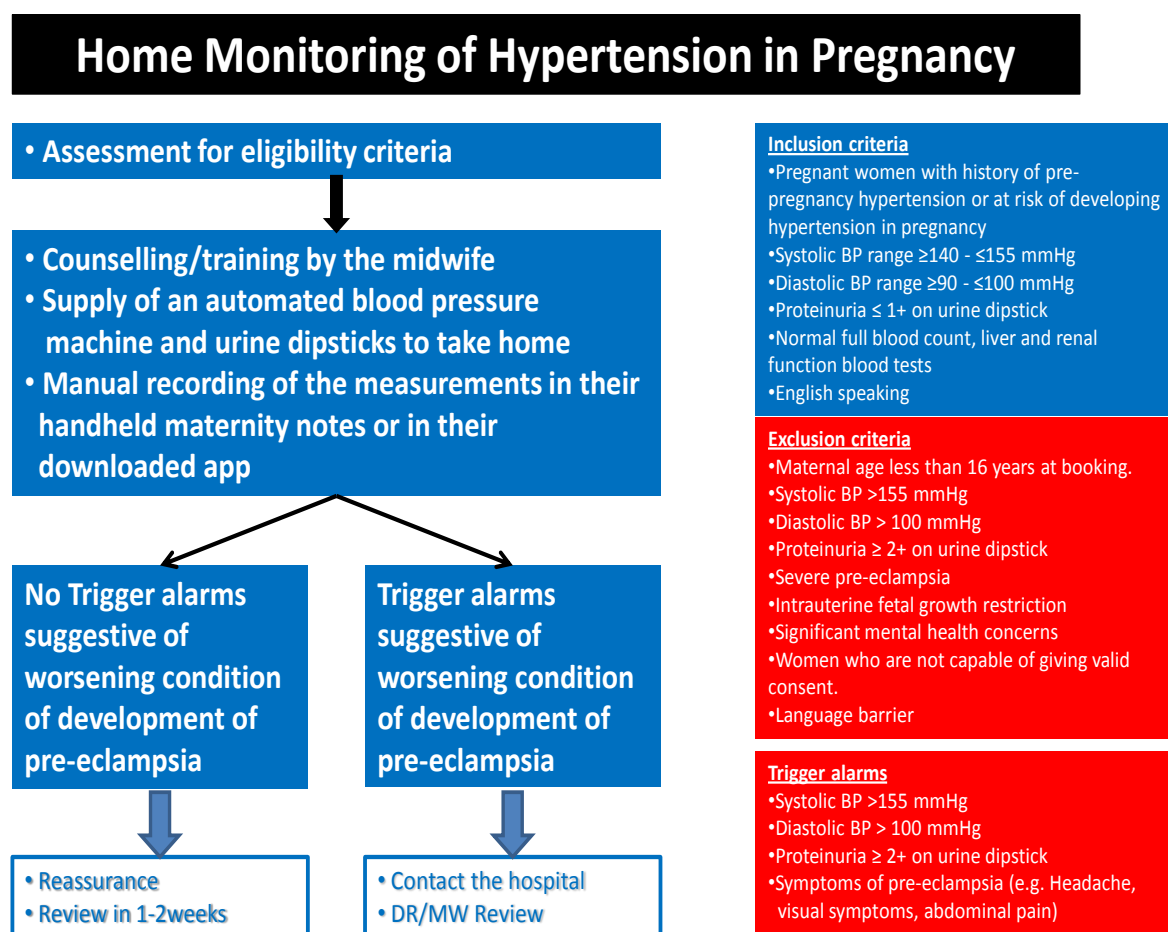 Home Monitoring of Hypertension in Pregnancy
• Assessment for eligibility criteria
• Counselling/training by the midwife
• Supply of an automated blood pressure
machine and urine dipsticks to take home
• Manual recording of the measurements in their
handheld maternity notes or in their
downloaded app
No Trigger alarms
suggestive of
worsening condition
of development of
pre-eclampsia
Trigger alarms
suggestive of
worsening condition
of development of
pre-eclampsia
• Reassurance
• Review in 1-2weeks
• Contact the hospital
• DR/MW Review
Inclusion criteria
•Pregnant women with history of pre-
pregnancy hypertension or at risk of developing
hypertension in pregnancy
•Systolic BP range ≥140 - ≤155 mmHg
•Diastolic BP range ≥90 - ≤100 mmHg
•Proteinuria ≤ 1+ on urine dipstick
•Normal full blood count, liver and renal
function blood tests
•English speaking
Exclusion criteria
•Maternal age less than 16 years at booking.
•Systolic BP >155 mmHg
•Diastolic BP > 100 mmHg
•Proteinuria ≥ 2+ on urine dipstick
•Severe pre-eclampsia
•Intrauterine fetal growth restriction
•Significant mental health concerns
•Women who are not capable of giving valid
consent.
•Language barrier
Trigger alarms
•Systolic BP >155 mmHg
•Diastolic BP > 100 mmHg
•Proteinuria ≥ 2+ on urine dipstick
•Symptoms of pre-eclampsia (e.g. Headache,
visual symptoms, abdominal pain)